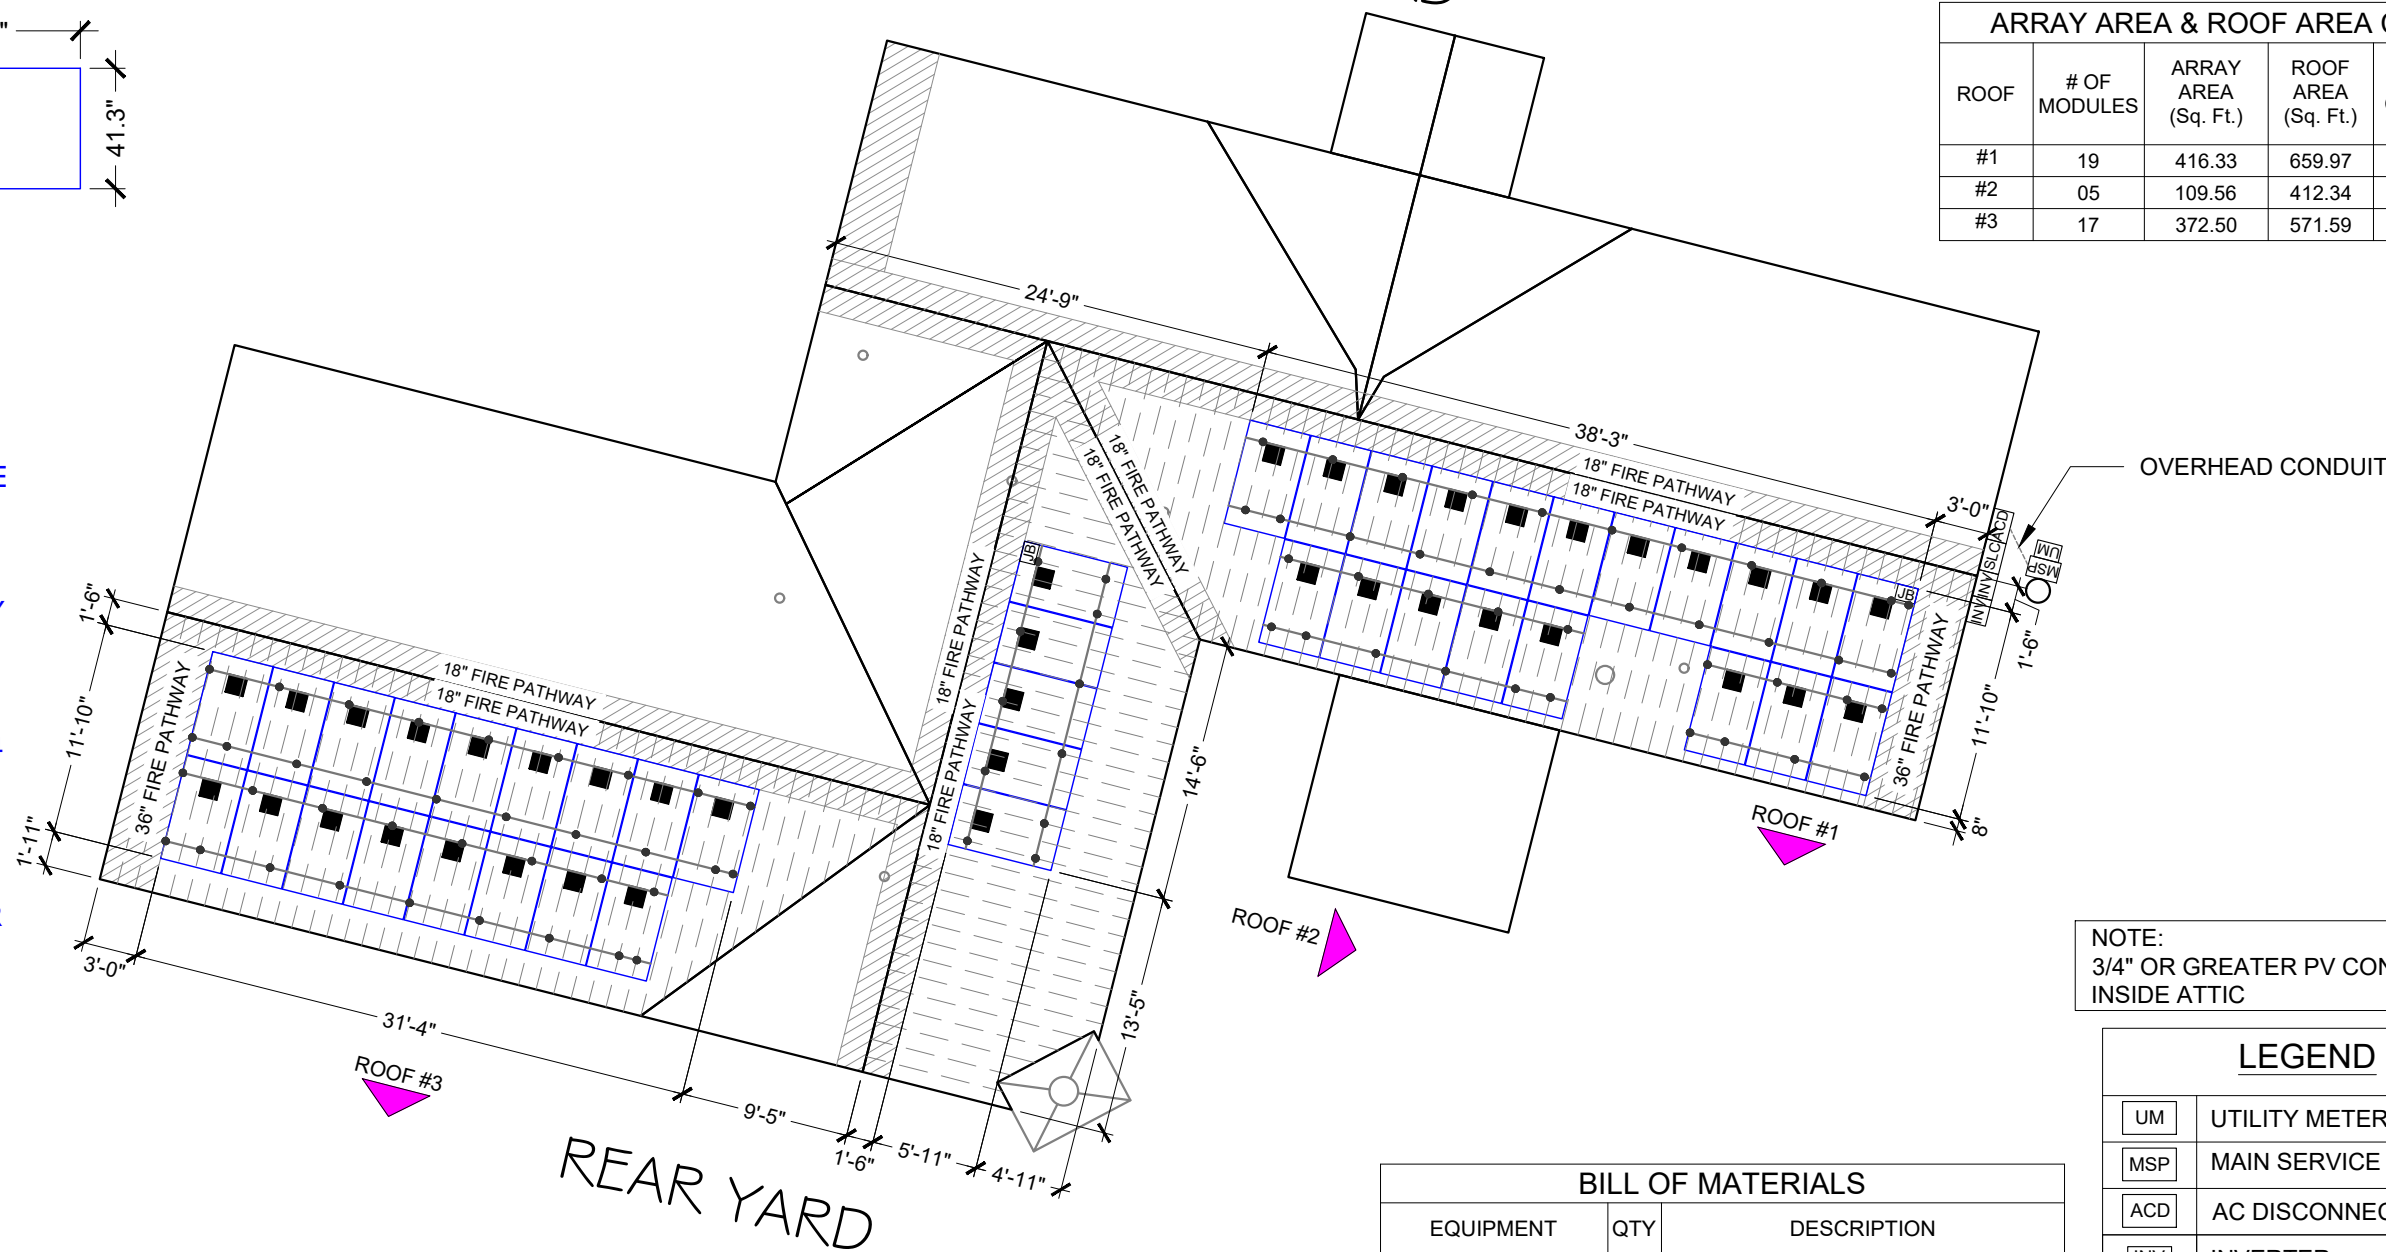 41.3"
ARRAY AREA & ROOF AREA
ROOF
# OF
MODULES
ARRAY
AREA
(Sq. Ft.)
ROOF
AREA
(Sq. Ft.)
#1 19 416.33 659.97
#2 05 109.56 412.34
#3 17 372.50 571.59
24'-9"
38'-3"
18" FIRE PATHWAY
18" FIRE PATHWAY
18" FIRE PATHWAY
18" FIRE PATHWAY
OVERHEAD CONDUIT
3'-0"
ACD
SLC
INV
INV
UM
MSP
JB
JB
1'-6"
11'-10"
8"
36" FIRE PATHWAY
ROOF #1
1'-6"
11'-10"
1'-11"
36" FIRE PATHWAY
18" FIRE PATHWAY
18" FIRE PATHWAY
18" FIRE PATHWAY
18" FIRE PATHWAY
14'-6"
13'-5"
ROOF #2
3'-0"
31'-4"
9'-5"
1'-6"
5'-11"
4'-11"
ROOF #3
REAR YARD
NOTE:
3/4" OR GREATER PV
INSIDE ATTIC
LEGEND
UM UTILITY METER
MSP MAIN SERVICE
ACD AC
INV INVERTER
BILL OF MATERIALS
EQUIPMENT QTY DESCRIPTION